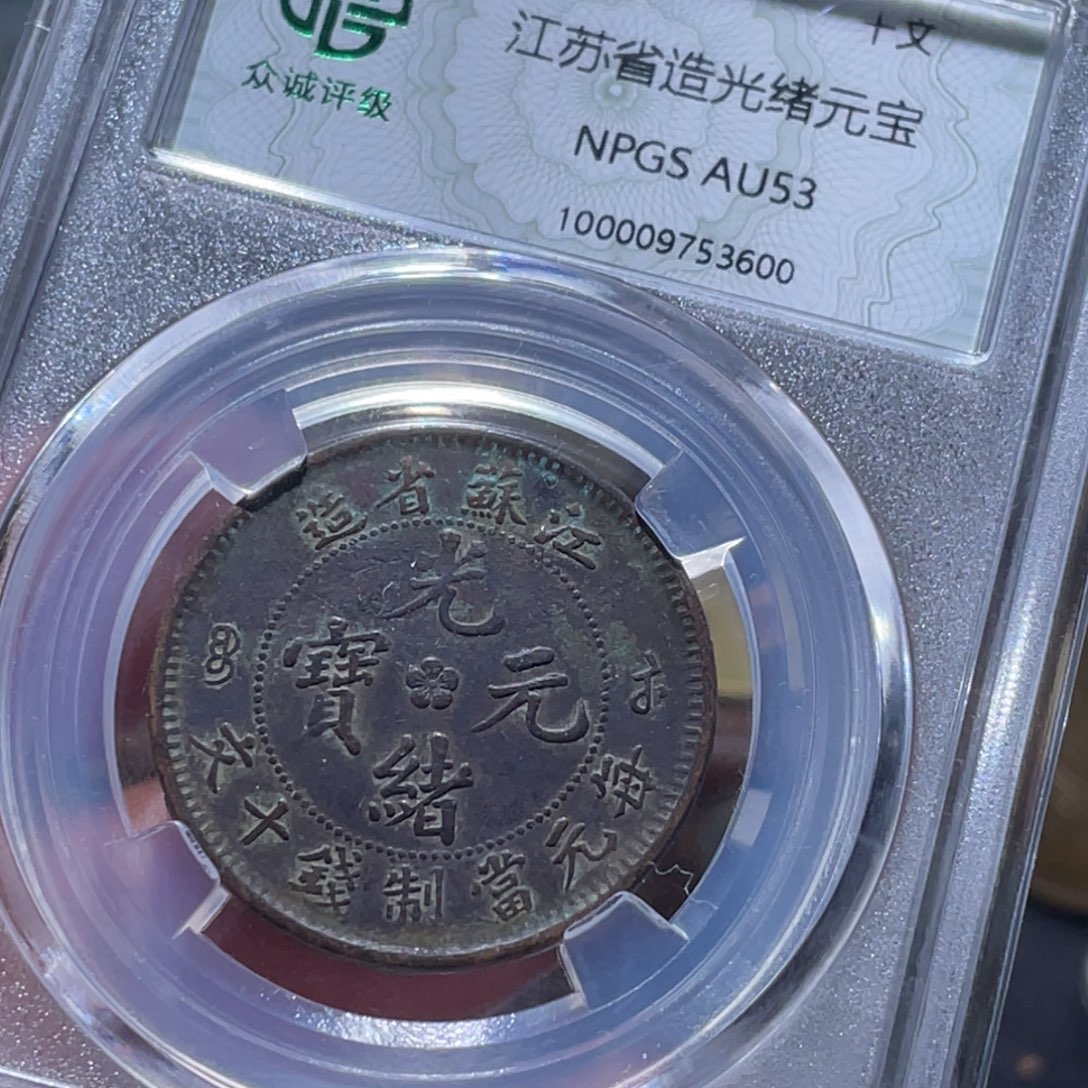 十文
江苏省造光绪元宝
NPGS AU53
100009753600
众诚评级
江蘇省造
光緒元寶
每元當制錢十文